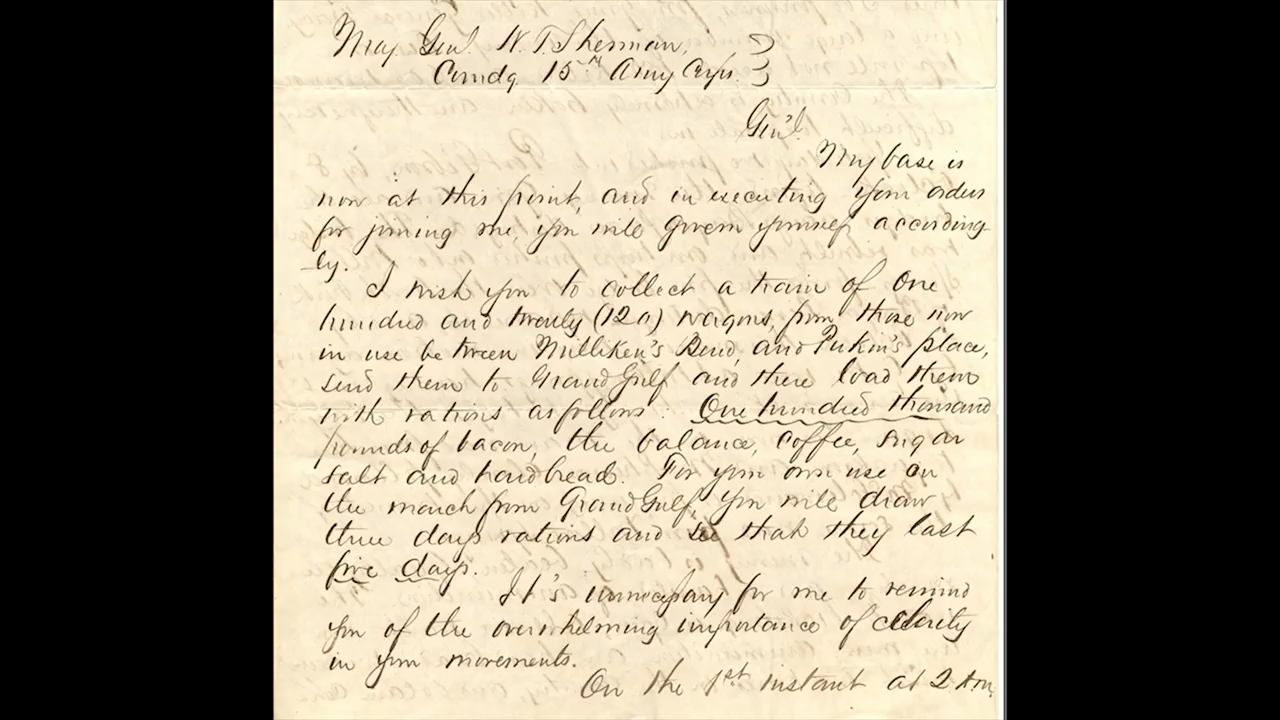 Maj. Genl. W. T. Sherman,
Comdg 15th Army Corps.
Gen'l.
My base is
now at this point, and in executing your orders
for joining me, you will govern yourself according-
ly.
I wish you to collect a train of one
hundred and twenty (120) wagons, from those now
in use between Milliken's Bend, and Perkin's place,
send them to Grand Gulf and there load them
with rations as follows: One hundred thousand
pounds of bacon, the balance, coffee, sugar
salt and hardbread. For your own use on
the march from Grand Gulf, you will draw
three days rations and see that they last
five days.
It's unnecessary for me to remind
you of the overwhelming importance of celerity
in your movements.
On the 1st instant at 2 A.m.